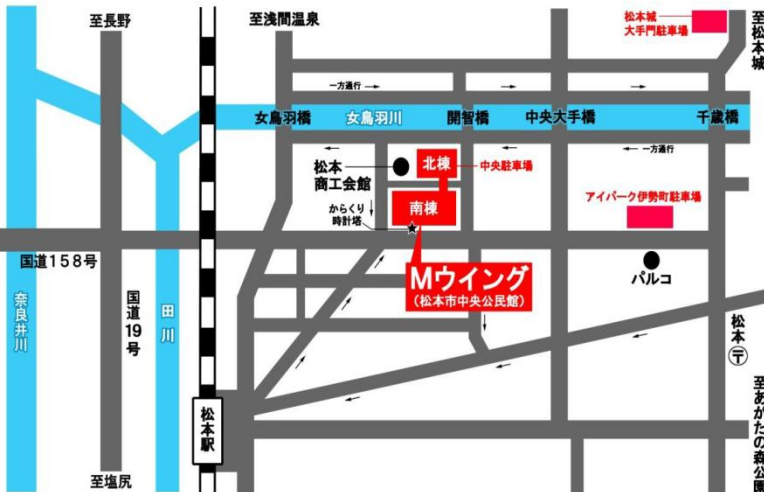 至長野
至浅間温泉
松本城
大手門駐車場
至松本城
一方通行
女鳥羽橋
女鳥羽川
開智橋
中央大手橋
千歳橋
一方通行
松本
商工会館
北棟
中央駐車場
南棟
からくり
時計塔
アイパーク伊勢町駐車場
国道158号
Mウイング
(松本市中央公民館)
パルコ
奈良井川
国道19号
田川
松本〒
松本駅
至あがたの森公園
至塩尻